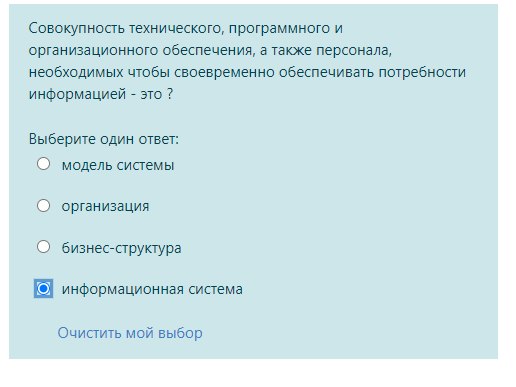 Совокупность технического, программного и
организационного обеспечения, а также персонала,
необходимых чтобы своевременно обеспечивать потребности
информацией - это ?
Выберите один ответ:
модель системы
организация
бизнес-структура
информационная система
Очистить мой выбор